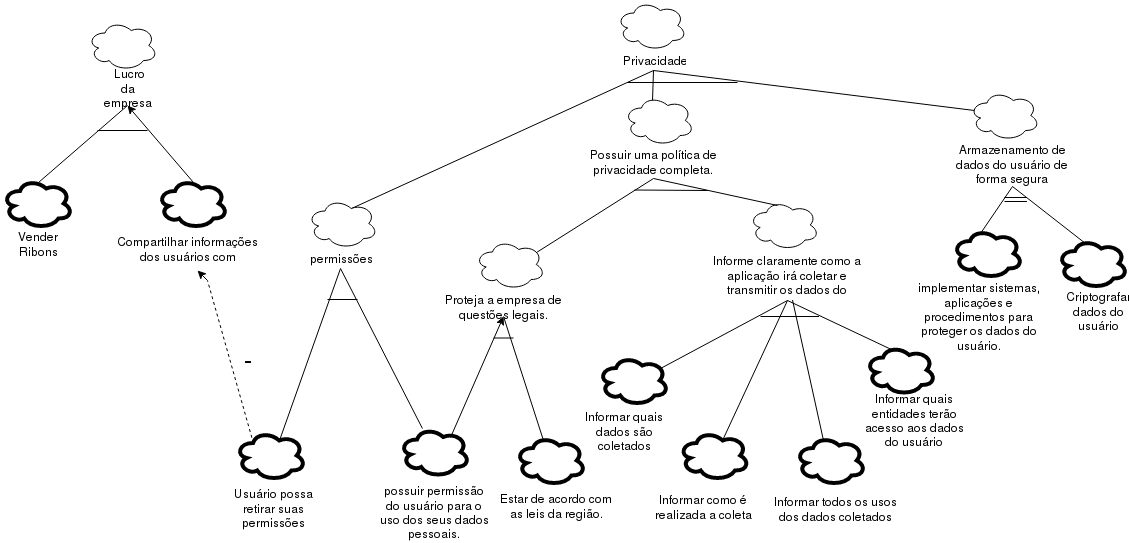 Lucro
da
empresa
Privacidade
Possuir uma política de
privacidade completa.
Armazenamento de
dados do usuário de
forma segura
Vender
Ribons
Compartilhar informações
dos usuários com
permissões
Proteja a empresa de
questões legais.
Informe claramente como a
aplicação irá coletar e
transmitir os dados do
implementar sistemas,
aplicações e
procedimentos para
proteger os dados do
usuário.
Criptografar
dados do
usuário
-
Informar quais
dados são
coletados
Informar quais
entidades terão
acesso aos dados
do usuário
Usuário possa
retirar suas
permissões
possuir permissão
do usuário para o
uso dos seus dados
pessoais.
Estar de acordo com
as leis da região.
Informar como é
realizada a coleta
Informar todos os usos
dos dados coletados